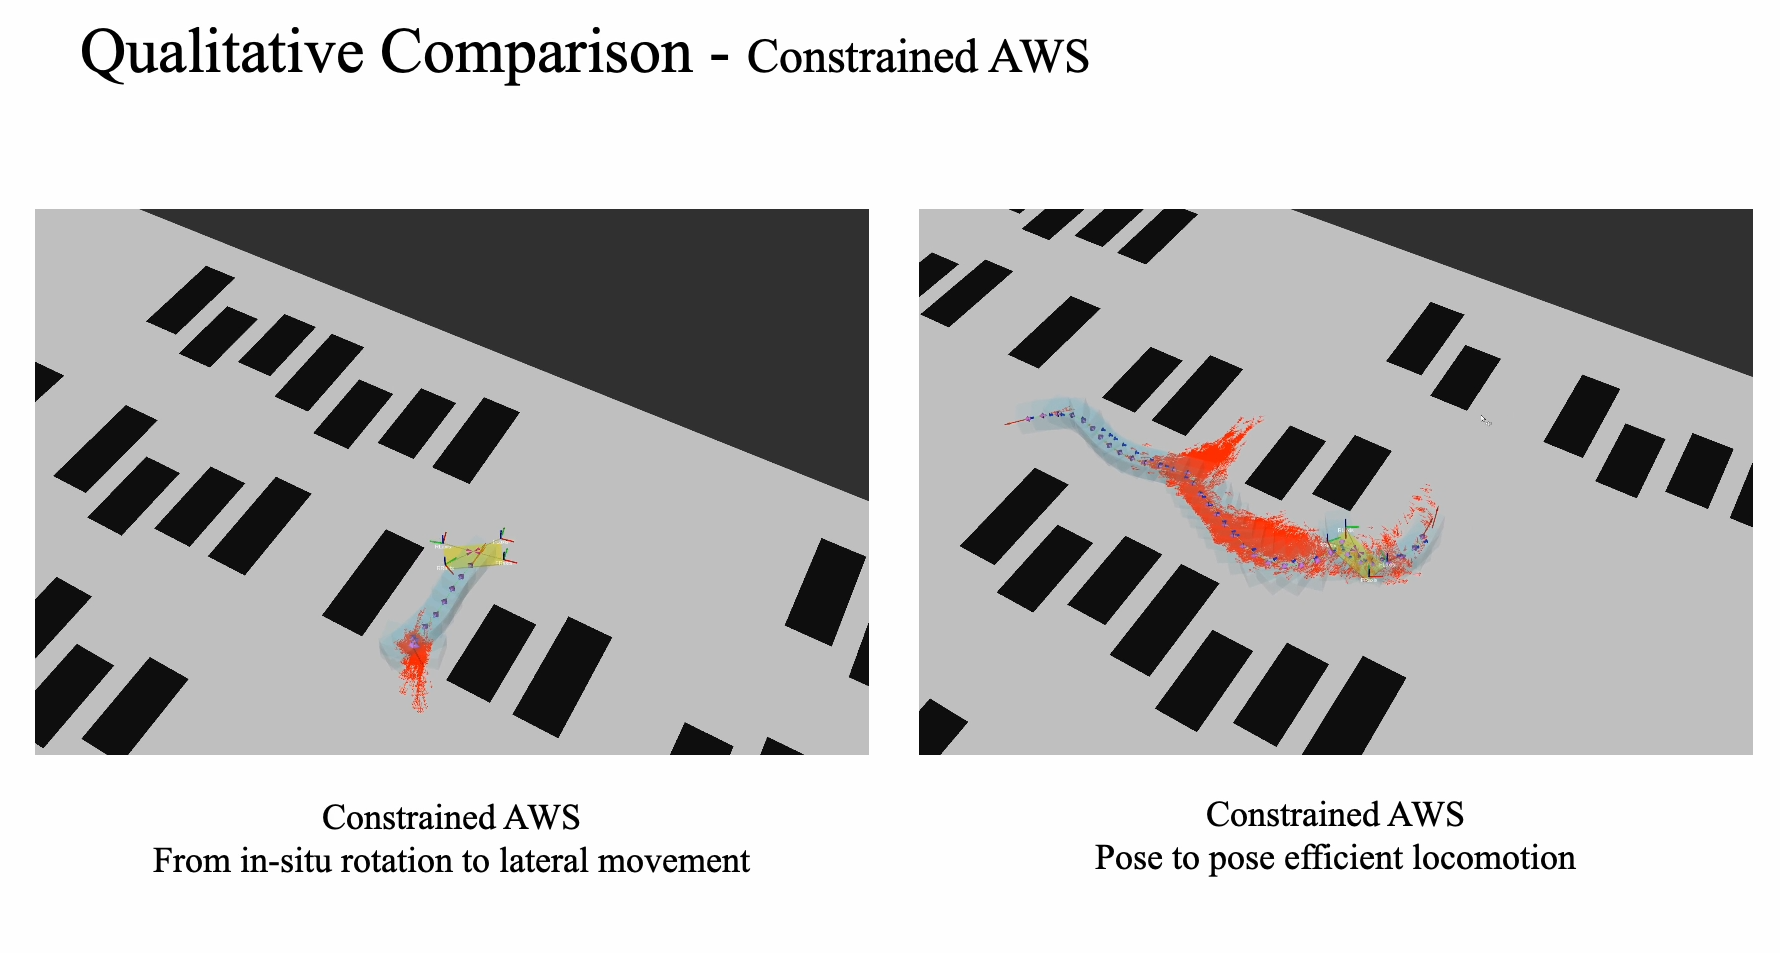 Qualitative Comparison - Constrained AWS
Constrained AWS
From in-situ rotation to lateral movement
Constrained AWS
Pose to pose efficient locomotion